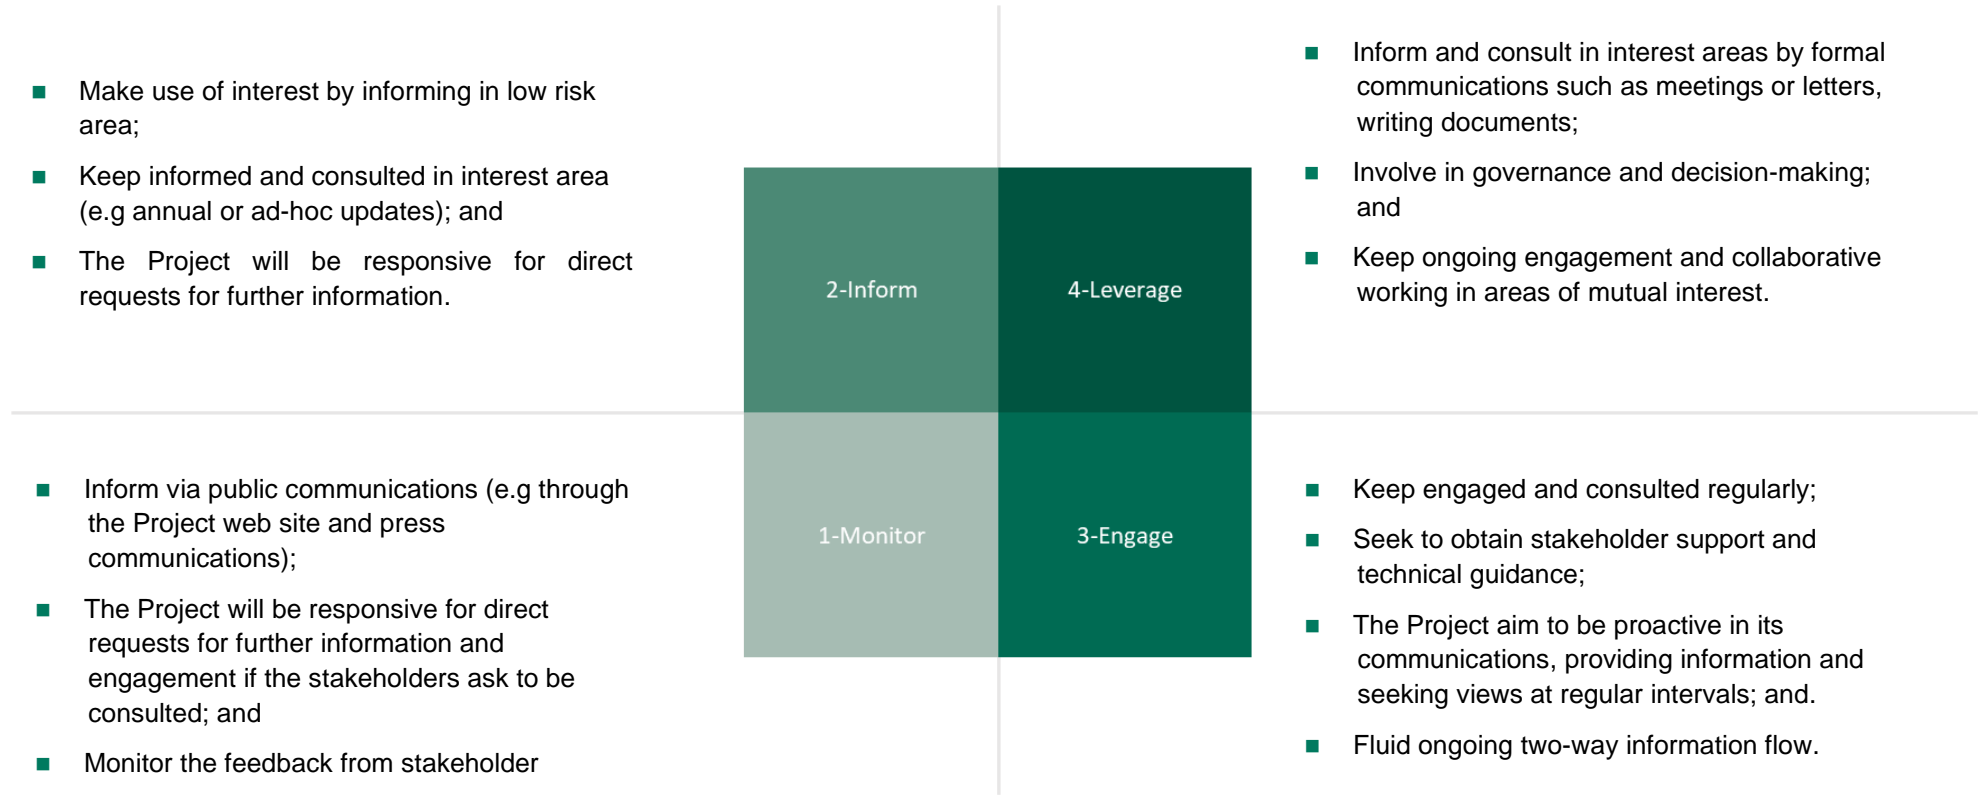 Make use of interest by informing in low risk
area;
Keep informed and consulted in interest area
(e.g annual or ad-hoc updates); and
The Project will be responsive for direct
requests for further information.
2-Inform
4-Leverage
Inform and consult in interest areas by formal
communications such as meetings or letters,
writing documents;
Involve in governance and decision-making;
and
Keep ongoing engagement and collaborative
working in areas of mutual interest.
Inform via public communications (e.g through
the Project web site and press
communications);
The Project will be responsive for direct
requests for further information and
engagement if the stakeholders ask to be
consulted; and
Monitor the feedback from stakeholder
1-Monitor
3-Engage
Keep engaged and consulted regularly;
Seek to obtain stakeholder support and
technical guidance;
The Project aim to be proactive in its
communications, providing information and
seeking views at regular intervals; and.
Fluid ongoing two-way information flow.